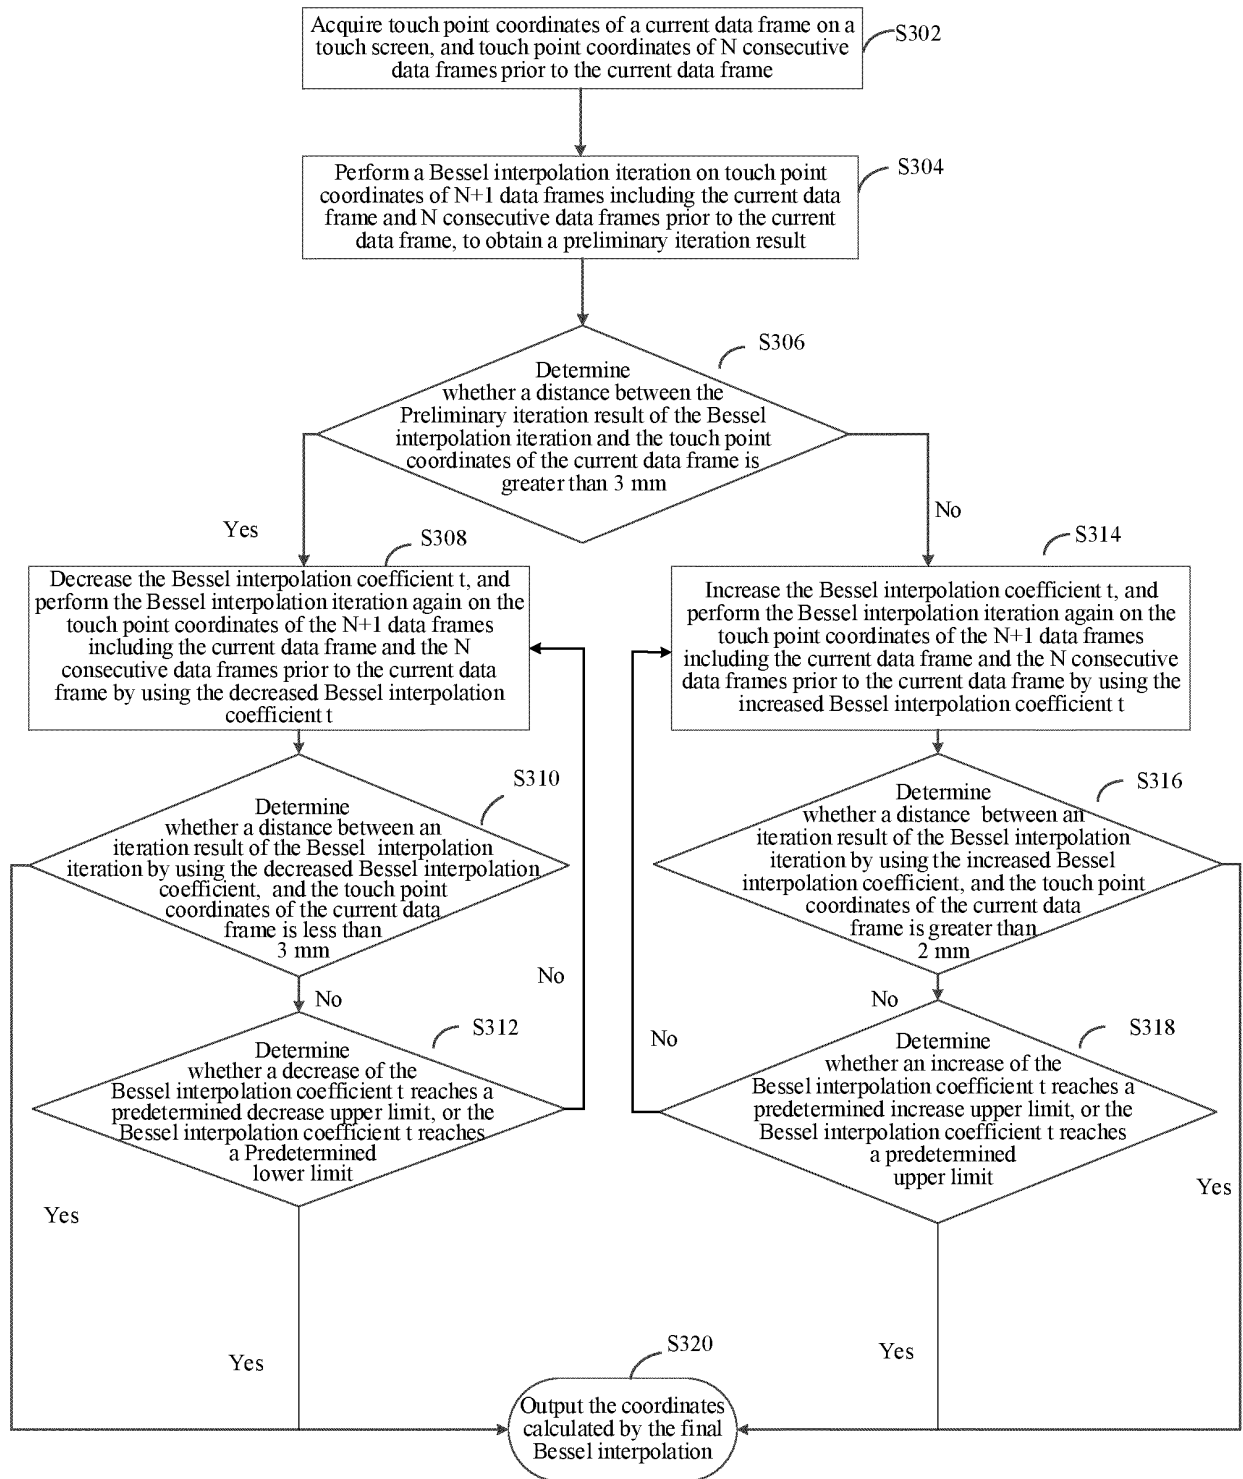 Acquire touch point coordinates of a current data frame on a
touch screen, and touch point coordinates of N consecutive
data frames prior to the current data frame
S302
Perform a Bessel interpolation iteration on touch point
coordinates of N+1 data frames including the current data
frame and N consecutive data frames prior to the current
data frame, to obtain a preliminary iteration result
S304
Determine
whether a distance between the
Preliminary iteration result of the Bessel
interpolation iteration and the touch point
coordinates of the current data frame is
greater than 3 mm
S306
Yes
No
S308
Decrease the Bessel interpolation coefficient t, and
perform the Bessel interpolation iteration again on the
touch point coordinates of the N+1 data frames
including the current data frame and the N
consecutive data frames prior to the current data
frame by using the decreased Bessel interpolation
coefficient t
S314
Increase the Bessel interpolation coefficient t, and
perform the Bessel interpolation iteration again on the
touch point coordinates of the N+1 data frames
including the current data frame and the N consecutive
data frames prior to the current data frame by using the
increased Bessel interpolation coefficient t
S310
Determine
whether a distance between an
iteration result of the Bessel interpolation
iteration by using the decreased Bessel interpolation
coefficient, and the touch point
coordinates of the current data
frame is less than
3 mm
S316
Determine
whether a distance between an
iteration result of the Bessel interpolation
iteration by using the increased Bessel
interpolation coefficient, and the touch point
coordinates of the current data
frame is greater than
2 mm
No
No
No
No
S312
Determine
whether a decrease of the
Bessel interpolation coefficient t reaches a
predetermined decrease upper limit, or the
Bessel interpolation coefficient t reaches
a Predetermined
lower limit
S318
Determine
whether an increase of the
Bessel interpolation coefficient t reaches a
predetermined increase upper limit, or the
Bessel interpolation coefficient t reaches
a predetermined
upper limit
Yes
Yes
Yes
Yes
S320
Output the coordinates
calculated by the final
Bessel interpolation